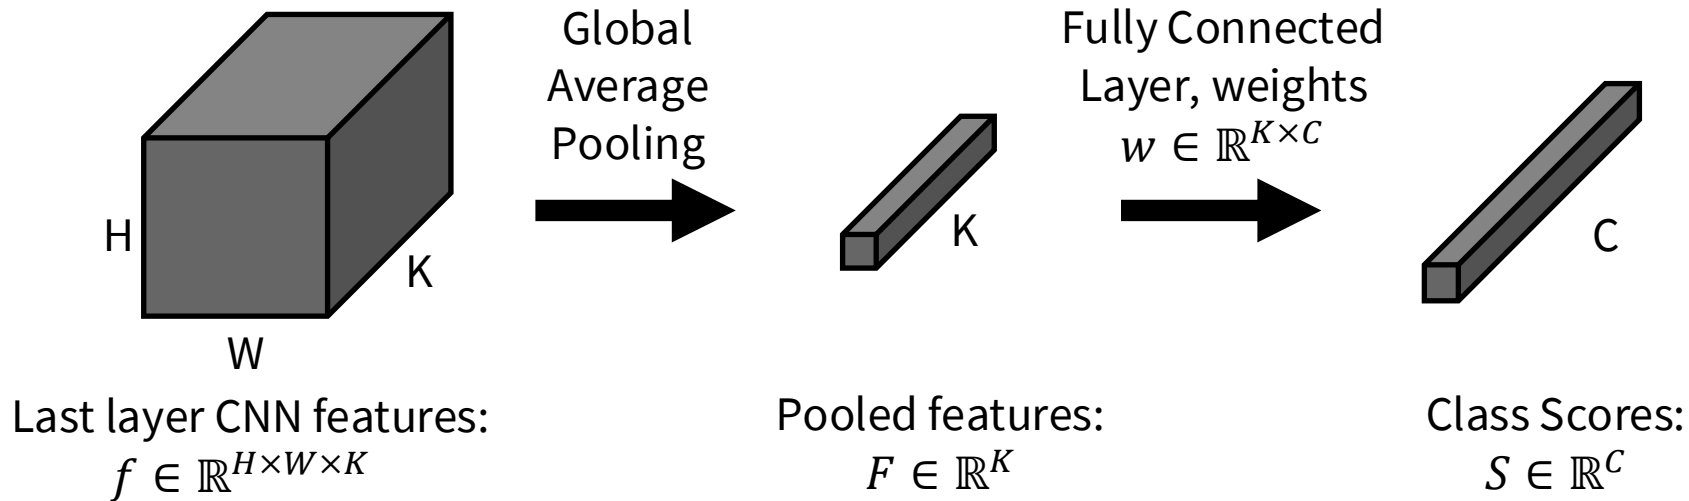 H
W
K
Last layer CNN features:
f ∈ ℝ^{H×W×K}
Global
Average
Pooling
K
Pooled features:
F ∈ ℝ^K
Fully Connected
Layer, weights
w ∈ ℝ^{K×C}
C
Class Scores:
S ∈ ℝ^C